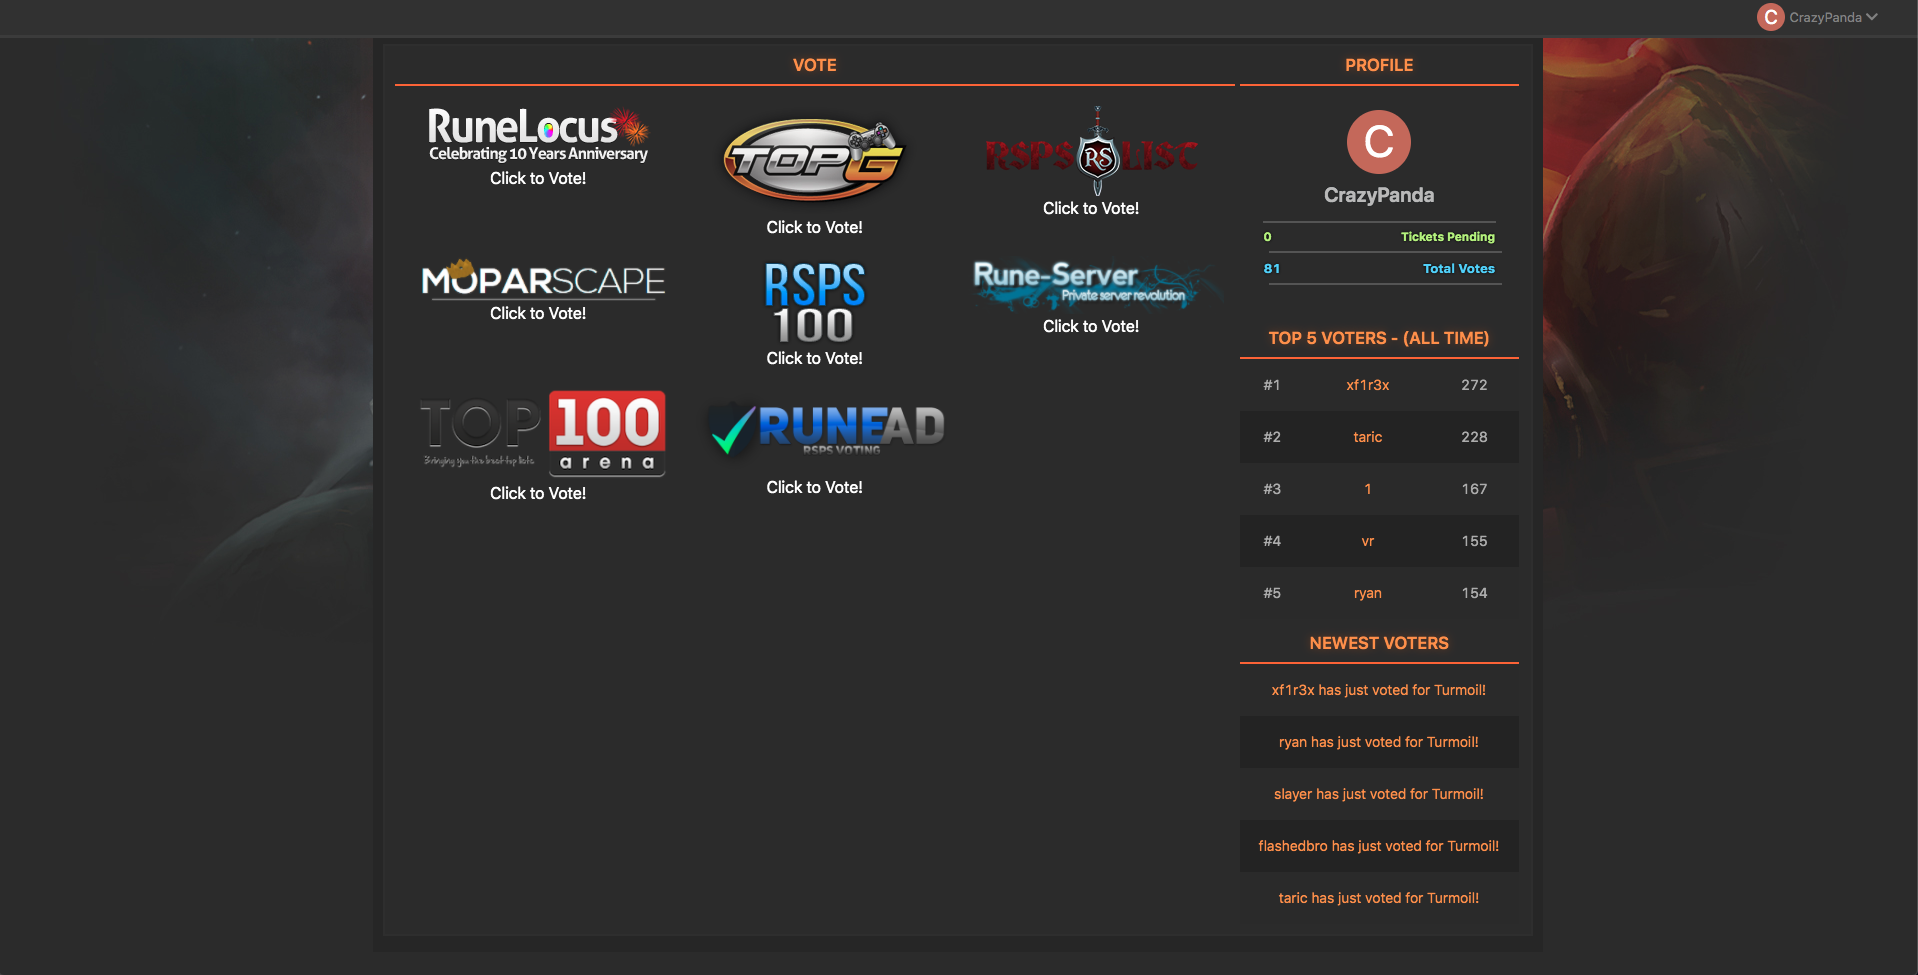 C CrazyPanda
VOTE
RuneLocus
Celebrating 10 Years Anniversary
Click to Vote!
TOPG
Click to Vote!
RSPS RS LIST
Click to Vote!
MOPARSCAPE
Click to Vote!
RSPS
100
Click to Vote!
Rune-Server
Private server revolution
Click to Vote!
TOP 100
arena
Bringing you the best top lists
Click to Vote!
RUNEAD
RSPS VOTING
Click to Vote!
PROFILE
C
CrazyPanda
0 Tickets Pending
81 Total Votes
TOP 5 VOTERS - (ALL TIME)
#1 xf1r3x 272
#2 taric 228
#3 1 167
#4 vr 155
#5 ryan 154
NEWEST VOTERS
xf1r3x has just voted for Turmoil!
ryan has just voted for Turmoil!
slayer has just voted for Turmoil!
flashedbro has just voted for Turmoil!
taric has just voted for Turmoil!